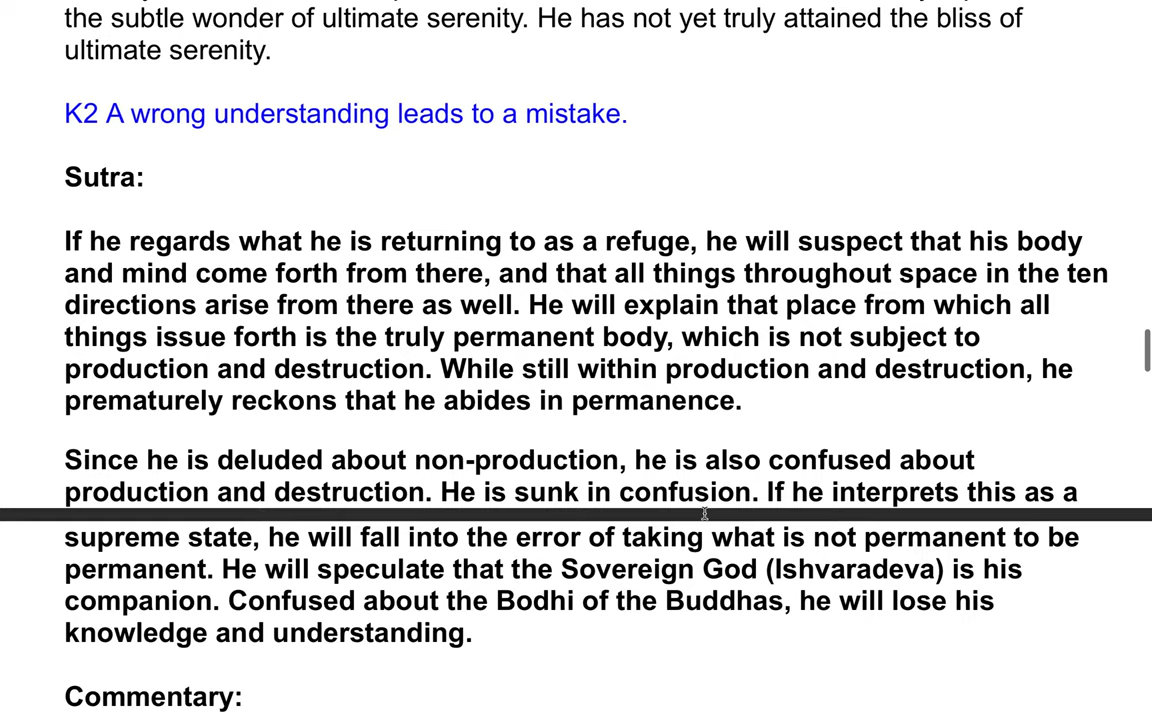 the subtle wonder of ultimate serenity. He has not yet truly attained the bliss of
ultimate serenity.
K2 A wrong understanding leads to a mistake.
Sutra:
If he regards what he is returning to as a refuge, he will suspect that his body
and mind come forth from there, and that all things throughout space in the ten
directions arise from there as well. He will explain that place from which all
things issue forth is the truly permanent body, which is not subject to
production and destruction. While still within production and destruction, he
prematurely reckons that he abides in permanence.
Since he is deluded about non-production, he is also confused about
production and destruction. He is sunk in confusion. If he interprets this as a
supreme state, he will fall into the error of taking what is not permanent to be
permanent. He will speculate that the Sovereign God (Ishvaradeva) is his
companion. Confused about the Bodhi of the Buddhas, he will lose his
knowledge and understanding.
Commentary: